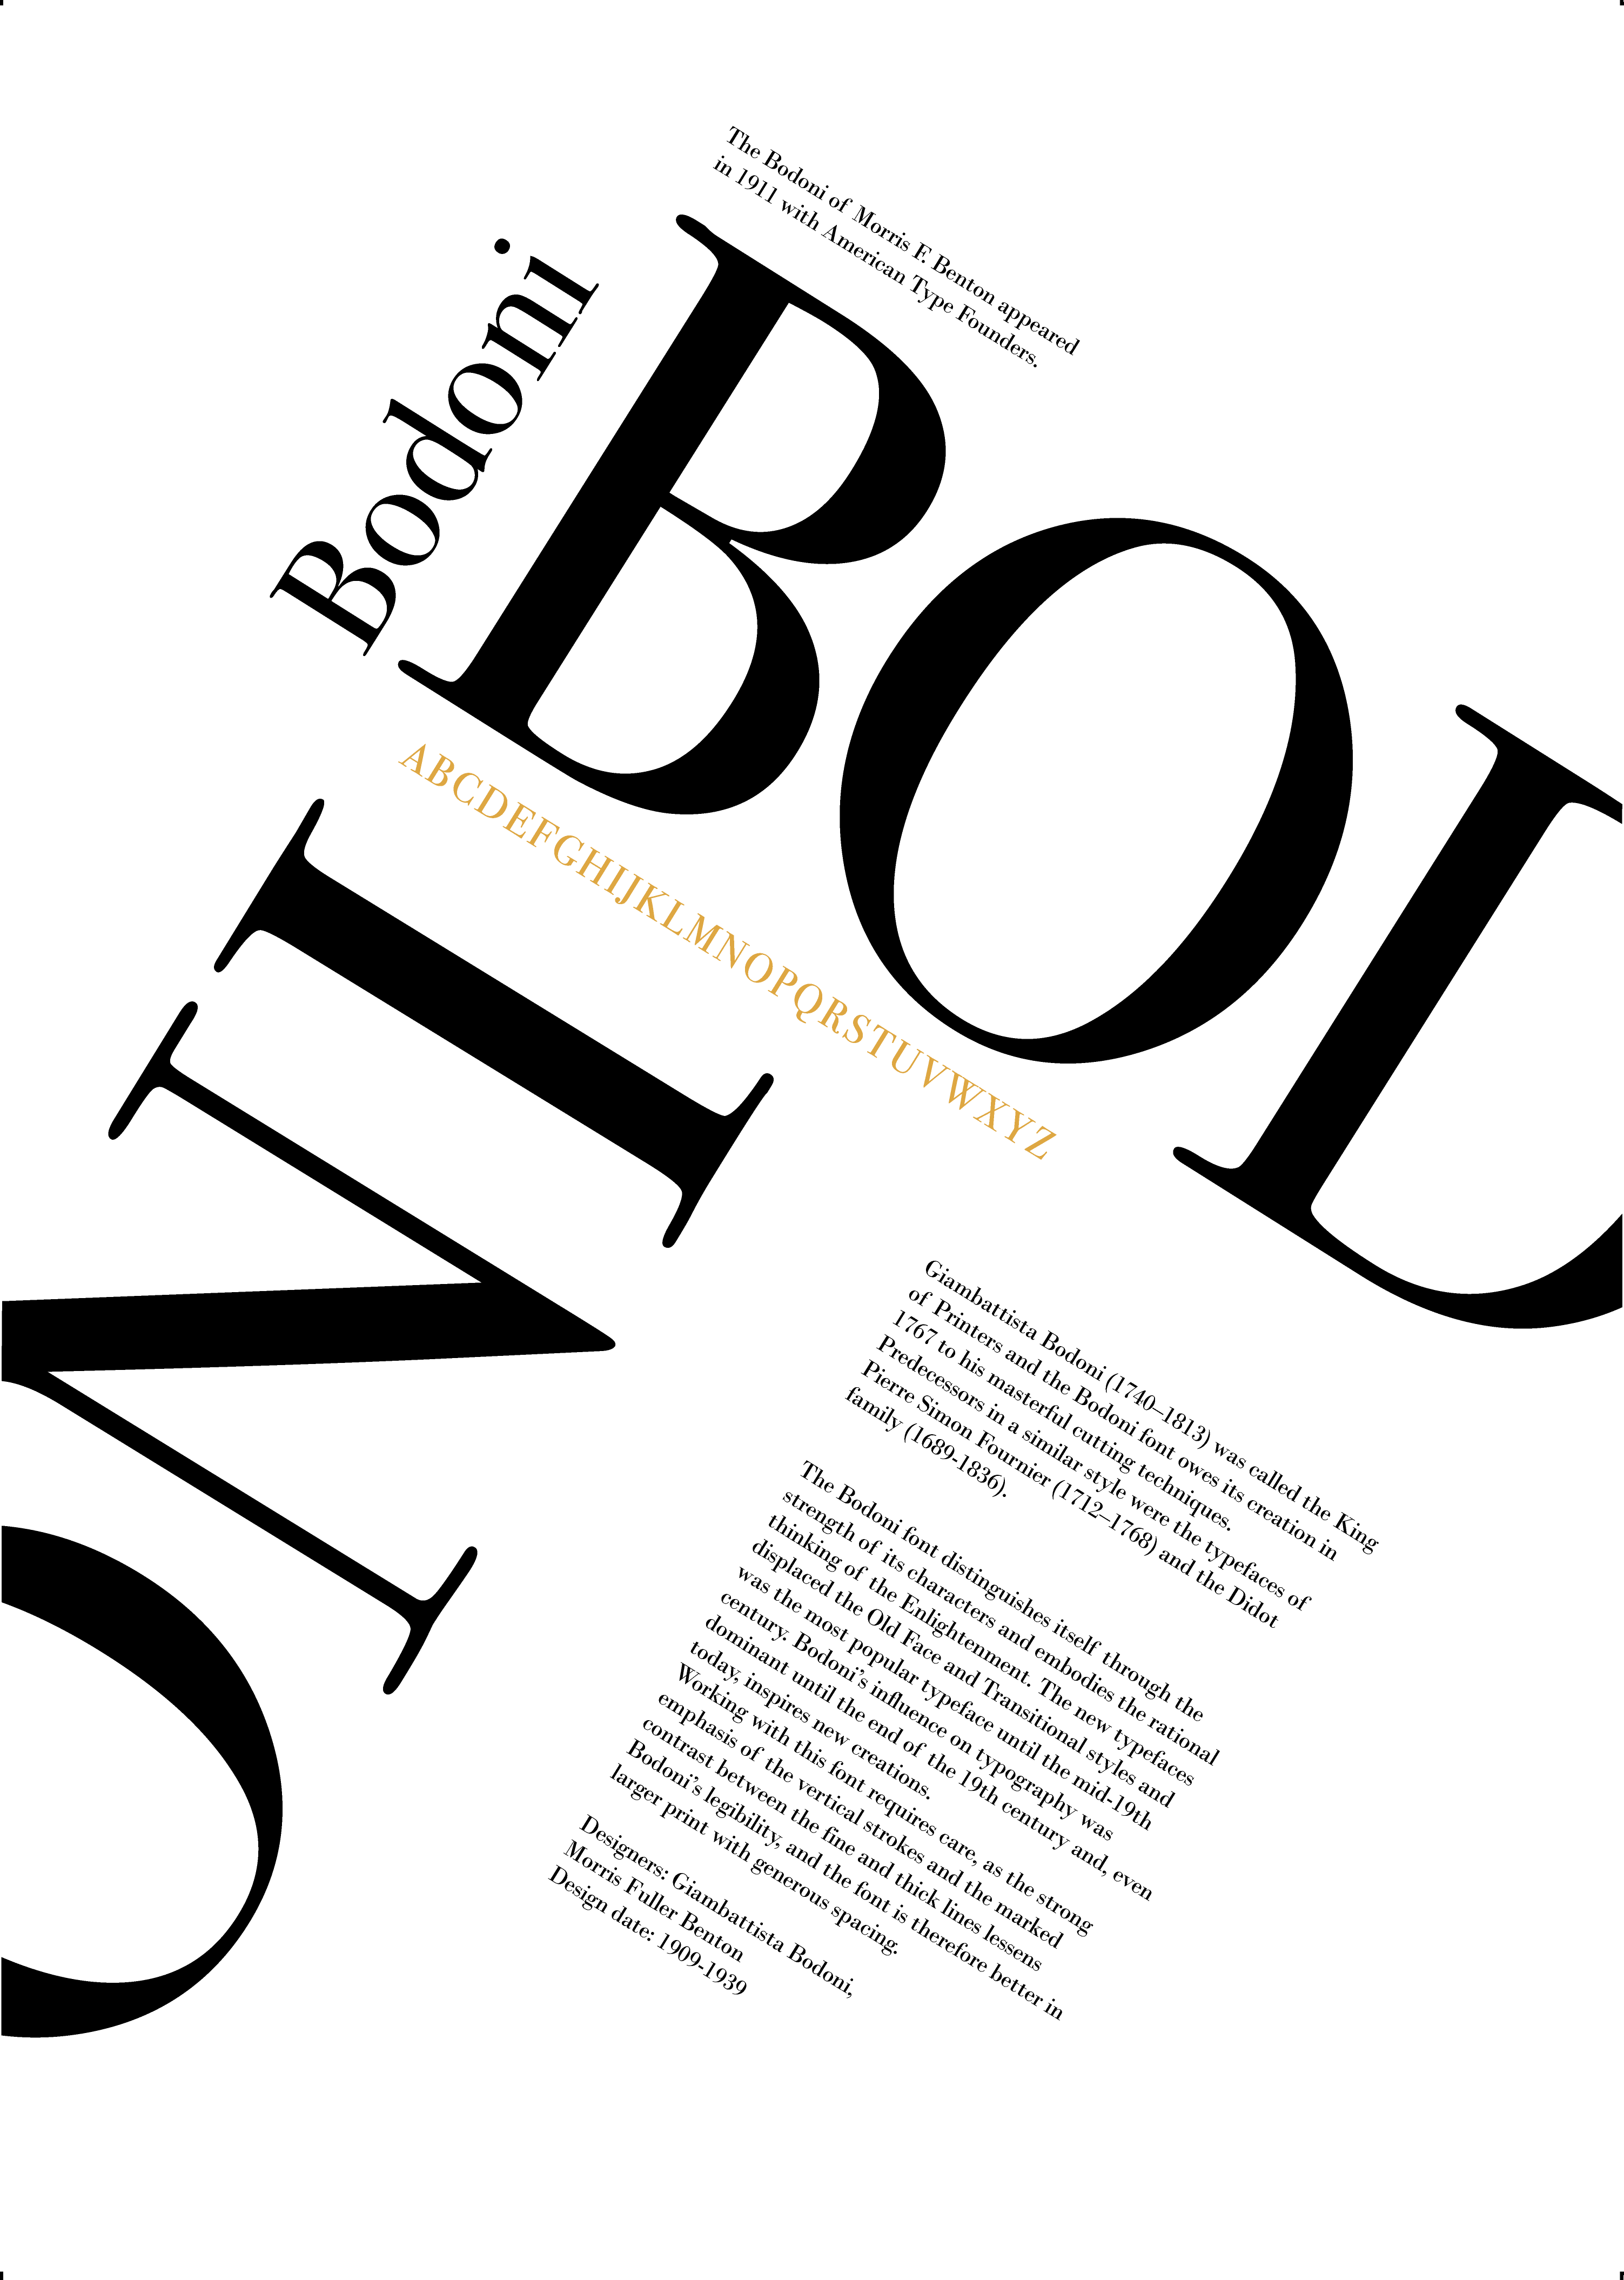 The Bodoni of Morris F. Benton appeared
in 1911 with American Type Founders.
Bodoni
BOD
ONI
ABCDEFGHIJKLMNOPQRSTUVWXYZ
Giambattista Bodoni (1740–1813) was called the King
of Printers and the Bodoni font owes its creation in
1767 to his masterful cutting techniques.
Predecessors in a similar style were the typefaces of
Pierre Simon Fournier (1712–1768) and the Didot
family (1689-1836).
The Bodoni font distinguishes itself through the
strength of its characters and embodies the rational
thinking of the Enlightenment. The new typefaces
displaced the Old Face and Transitional styles and
was the most popular typeface until the mid-19th
century. Bodoni’s influence on typography was
dominant until the end of the 19th century and, even
today, inspires new creations.
Working with this font requires care, as the strong
emphasis of the vertical strokes and the marked
contrast between the fine and thick lines lessens
Bodoni’s legibility, and the font is therefore better in
larger print with generous spacing.
Designers: Giambattista Bodoni,
Morris Fuller Benton
Design date: 1909-1939